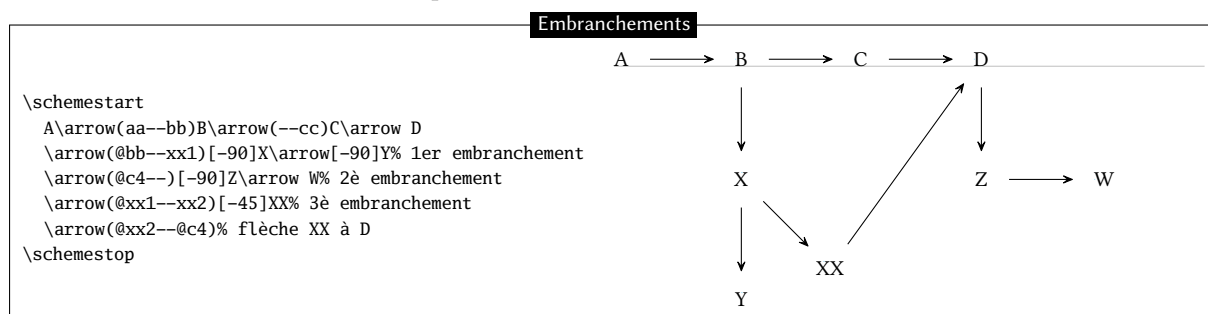 Embranchements
\schemestart
A\arrow(aa--bb)B\arrow(--cc)C\arrow D
\arrow(@bb--xx1)[-90]X\arrow[-90]Y% 1er embranchement
\arrow(@c4--)[-90]Z\arrow W% 2è embranchement
\arrow(@xx1--xx2)[-45]XX% 3è embranchement
\arrow(@xx2--@c4)% flèche XX à D
\schemestop
A B C D
X Z W
XX
Y